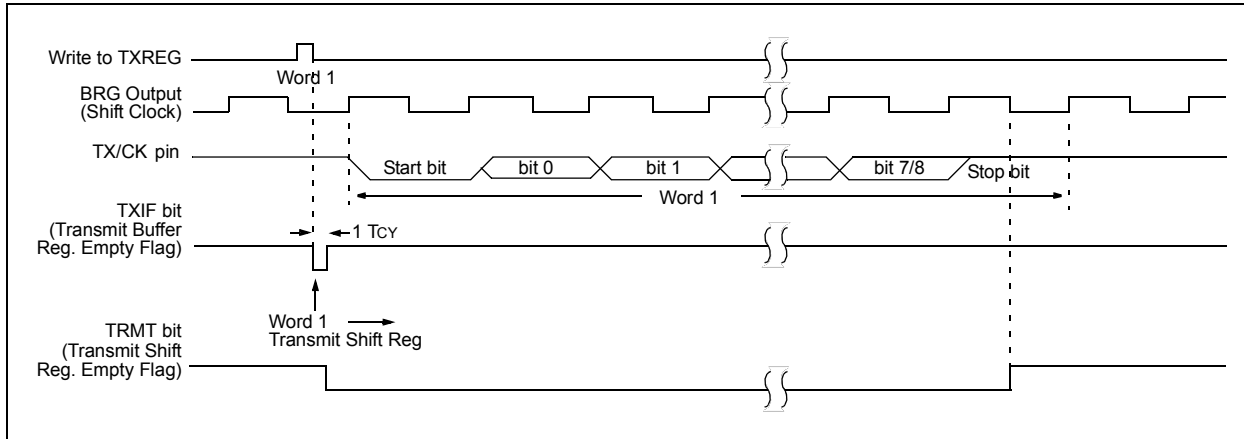 Write to TXREG
Word 1
BRG Output
(Shift Clock)
TX/CK pin
Start bit
bit 0
bit 1
bit 7/8
Stop bit
Word 1
TXIF bit
(Transmit Buffer
Reg. Empty Flag)
1 TCY
Word 1
Transmit Shift Reg
TRMT bit
(Transmit Shift
Reg. Empty Flag)